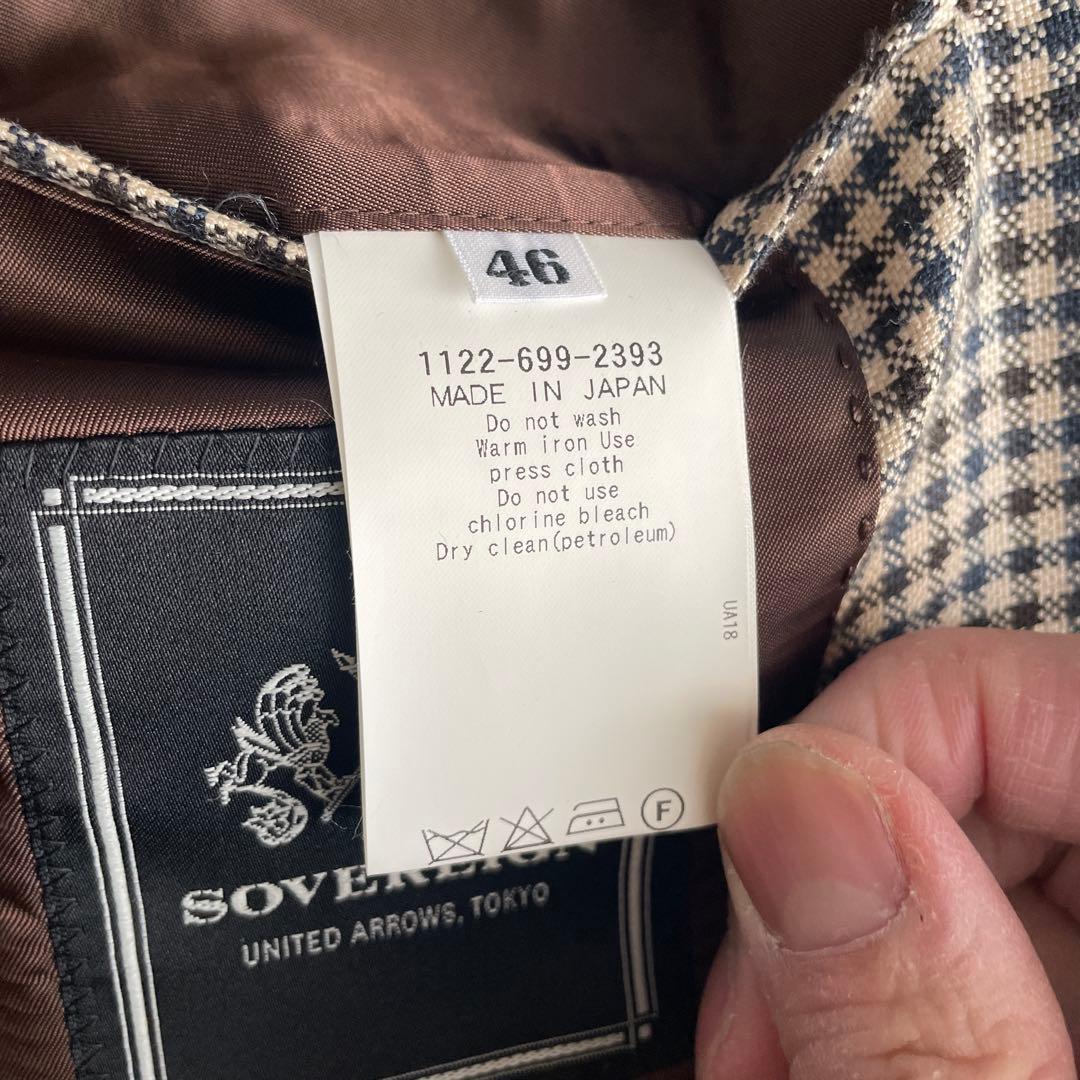 46
1122-699-2393
MADE IN JAPAN
Do not wash
Warm iron Use
press cloth
Do not use
chlorine bleach
Dry clean(petroleum)
UA18
F
SOVEREIGN
UNITED ARROWS, TOKYO